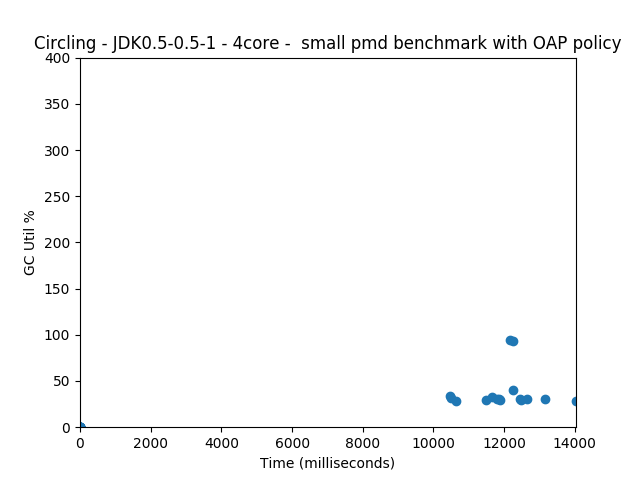 Circling - JDK0.5-0.5-1 - 4core -  small pmd benchmark with OAP policy
400
350
300
250
200
150
100
50
0
GC Util %
0 2000 4000 6000 8000 10000 12000 14000
Time (milliseconds)